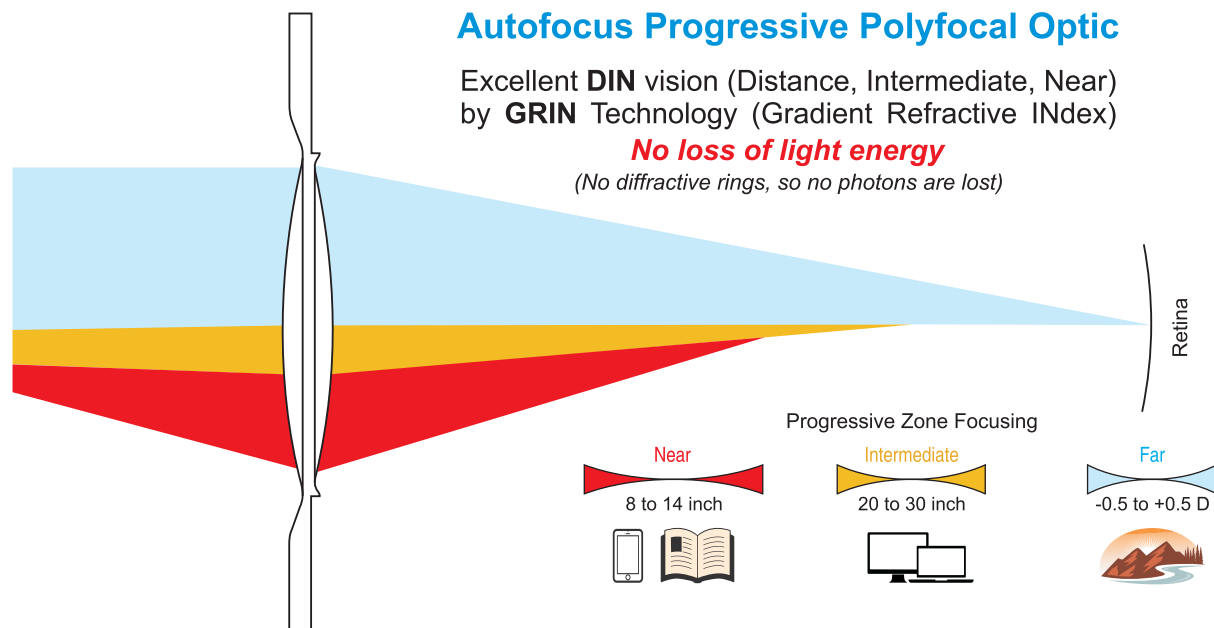 Autofocus Progressive Polyfocal Optic
Excellent DIN vision (Distance, Intermediate, Near)
by GRIN Technology (Gradient Refractive INdex)
No loss of light energy
(No diffractive rings, so no photons are lost)
Retina
Progressive Zone Focusing
Near
Intermediate
Far
8 to 14 inch
20 to 30 inch
-0.5 to +0.5 D